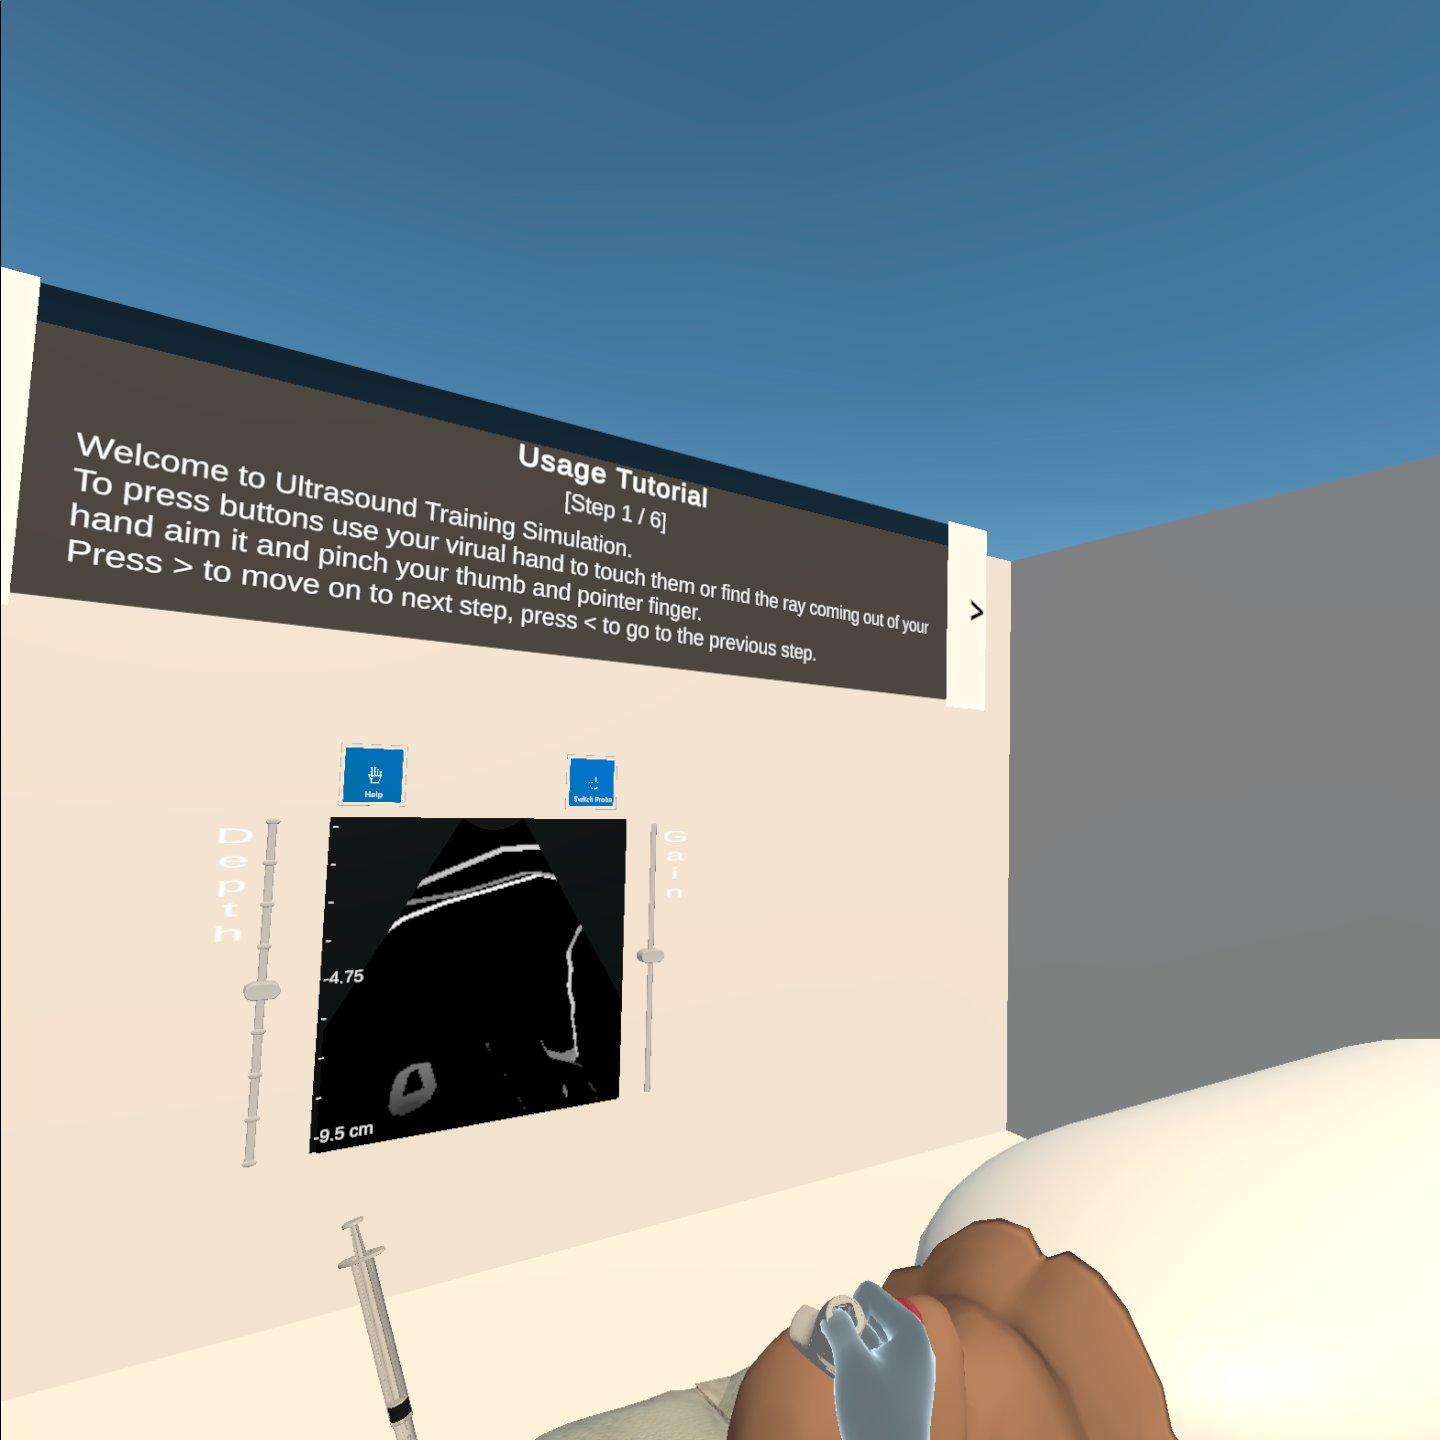 Usage Tutorial
[Step 1 / 6]
Welcome to Ultrasound Training Simulation.
To press buttons use your virual hand to touch them or find the ray coming out of your
hand aim it and pinch your thumb and pointer finger.
Press > to move on to next step, press < to go to the previous step.
>
Help
Switch Probe
Depth
Gain
-4.75
-9.5 cm